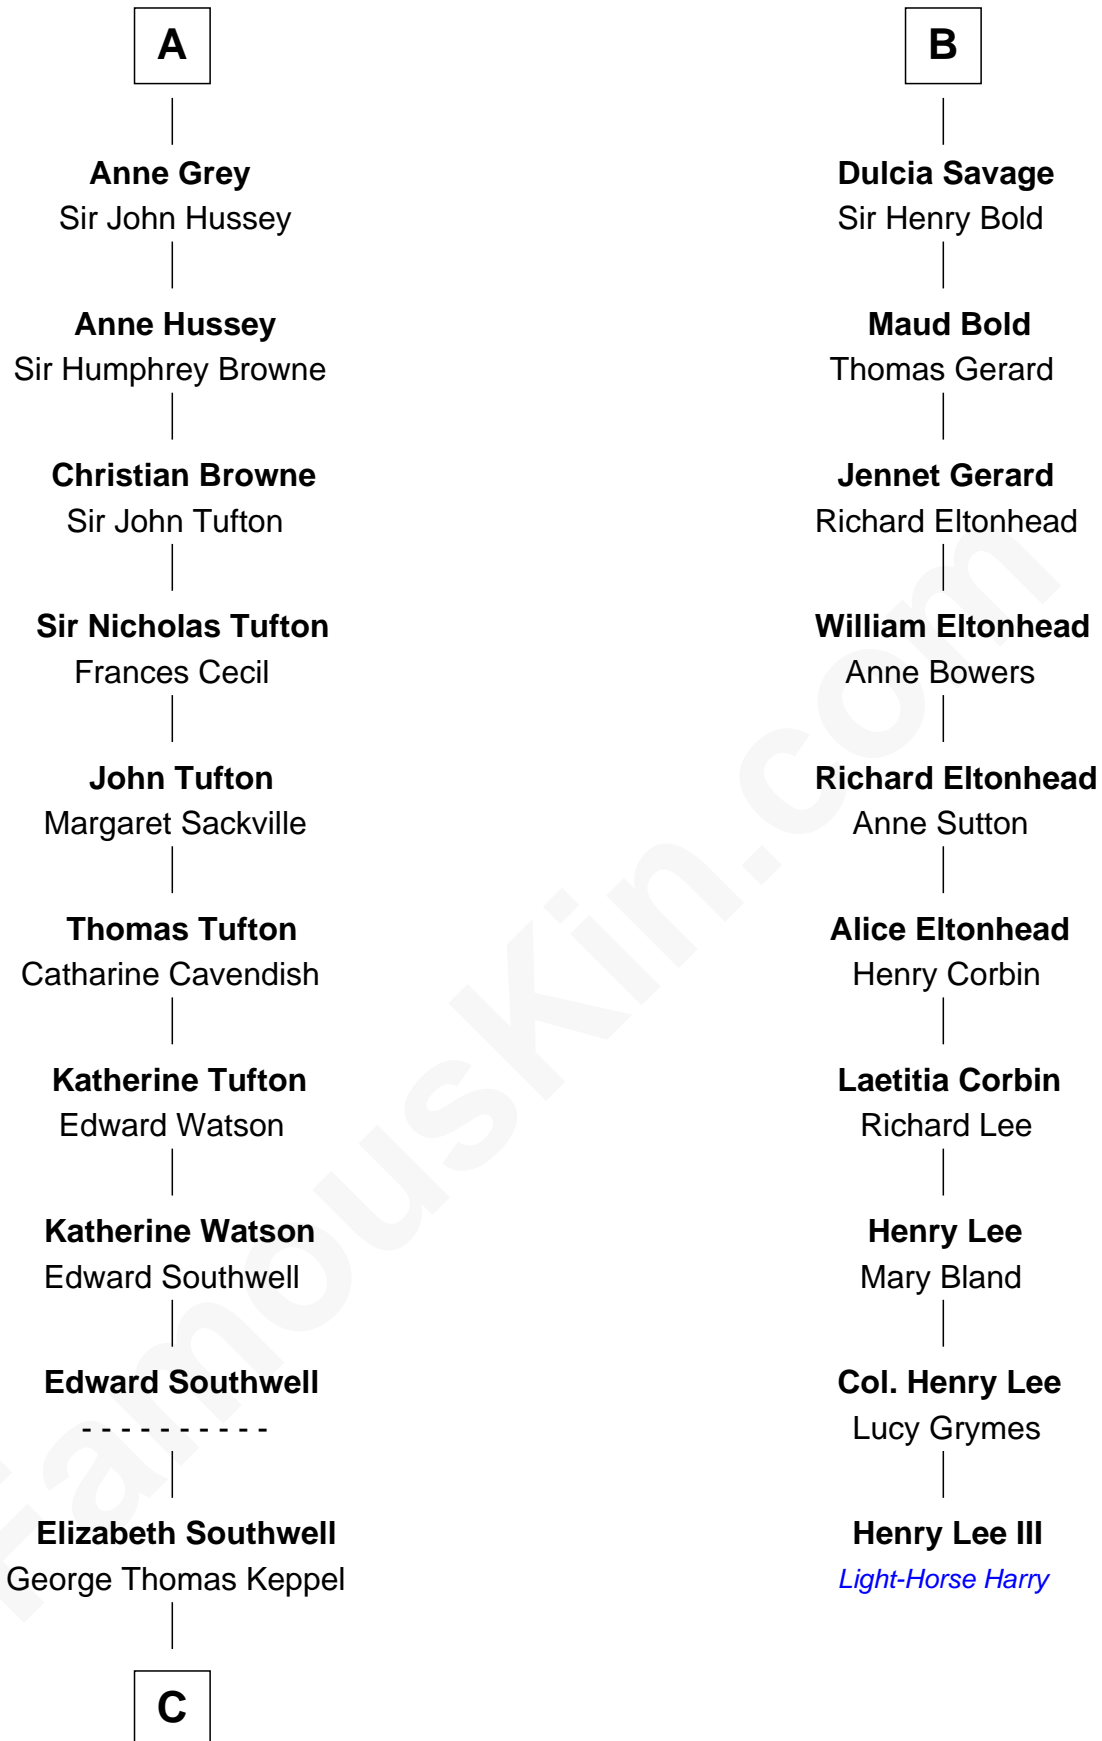 A
Anne Grey
Sir John Hussey
Anne Hussey
Sir Humphrey Browne
Christian Browne
Sir John Tufton
Sir Nicholas Tufton
Frances Cecil
John Tufton
Margaret Sackville
Thomas Tufton
Catharine Cavendish
Katherine Tufton
Edward Watson
Katherine Watson
Edward Southwell
Edward Southwell
- - - - - - - - - -
Elizabeth Southwell
George Thomas Keppel
C
B
Dulcia Savage
Sir Henry Bold
Maud Bold
Thomas Gerard
Jennet Gerard
Richard Eltonhead
William Eltonhead
Anne Bowers
Richard Eltonhead
Anne Sutton
Alice Eltonhead
Henry Corbin
Laetitia Corbin
Richard Lee
Henry Lee
Mary Bland
Col. Henry Lee
Lucy Grymes
Henry Lee III
Light-Horse Harry
FamousKin.com